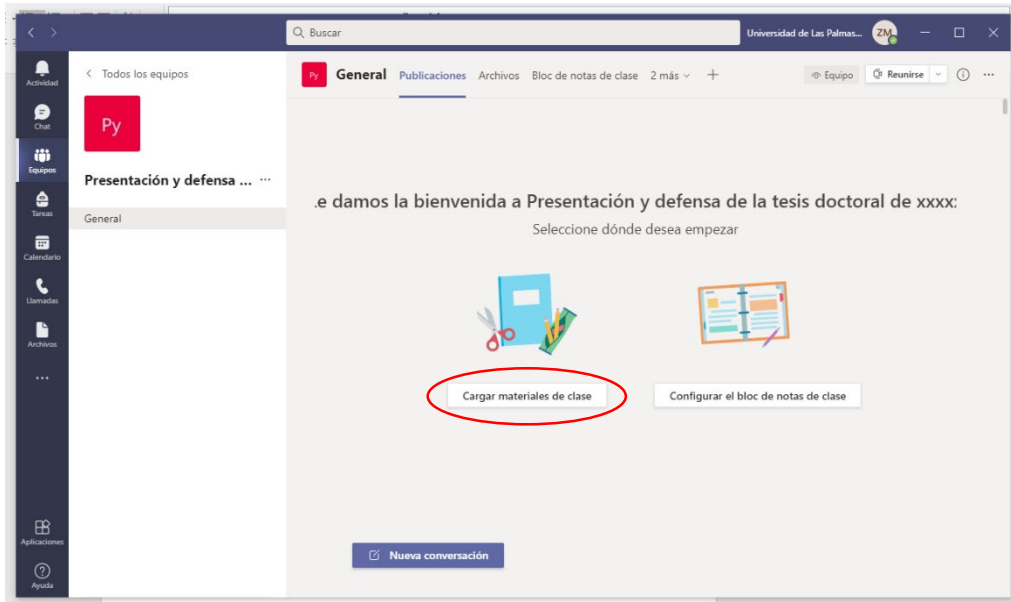 Buscar
Universidad de Las Palmas...
ZM
Actividad
Chat
Equipos
Tareas
Calendario
Llamadas
Archivos
...
Aplicaciones
Ayuda
Todos los equipos
Py
Presentación y defensa ... ...
General
Py General Publicaciones Archivos Bloc de notas de clase 2 más +
Equipo Reunirse ...
.e damos la bienvenida a Presentación y defensa de la tesis doctoral de xxxx:
Seleccione dónde desea empezar
Cargar materiales de clase
Configurar el bloc de notas de clase
Nueva conversación